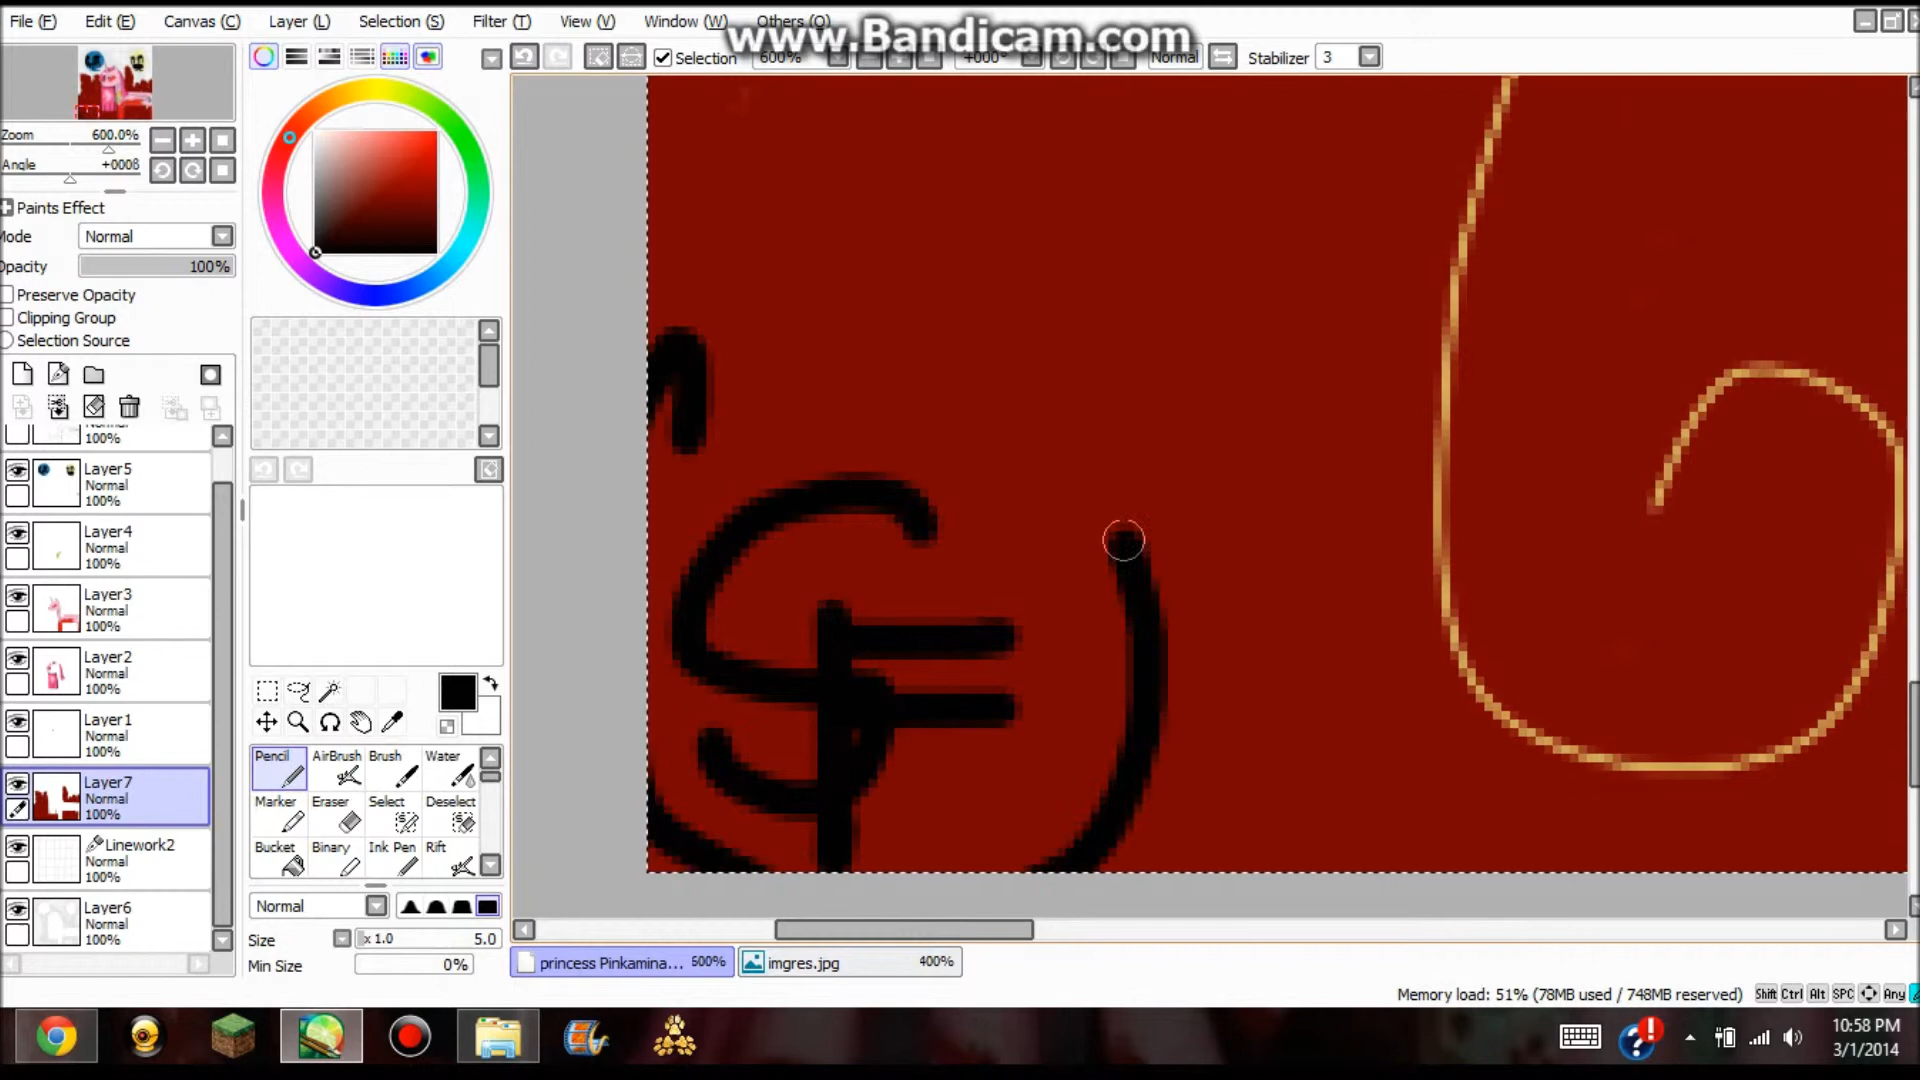 www.Bandicam.com
File (F) Edit (E) Canvas (C) Layer (L) Selection (S) Filter (T) View (V) Window (W) Others (O)
Selection 600% +000° Normal Stabilizer 3
Zoom 600.0%
Angle +000ß
Paints Effect
Mode Normal
Opacity 100%
Preserve Opacity
Clipping Group
Selection Source
100%
Layer5
Normal
100%
Layer4
Normal
100%
Layer3
Normal
100%
Layer2
Normal
100%
Layer1
Normal
100%
Layer7
Normal
100%
Linework2
Normal
100%
Layer6
Normal
100%
Pencil AirBrush Brush Water
Marker Eraser Select Deselect
Bucket Binary Ink Pen Rift
Normal
Size x 1.0 5.0
Min Size 0%
princess Pinkamina... 600% imgres.jpg 400%
Memory load: 51% (78MB used / 748MB reserved) Shift Ctrl Alt SPC Any
10:58 PM
3/1/2014